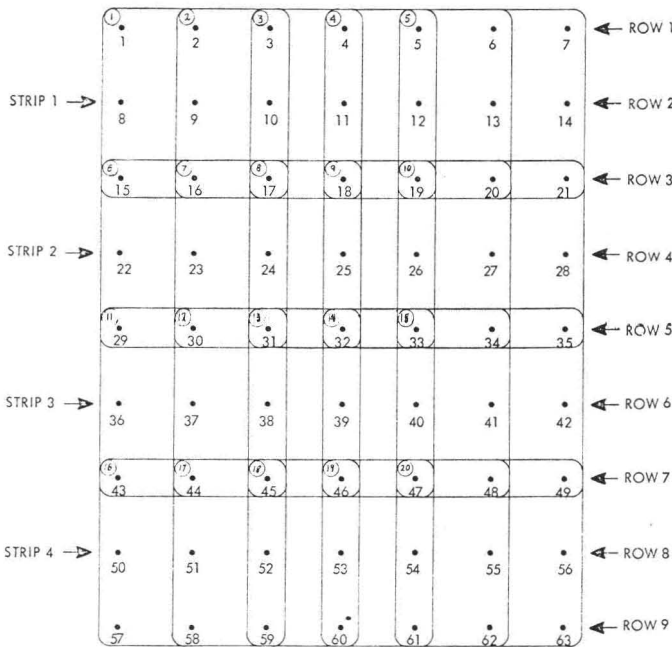 ① ② ③ ④ ⑤
1 2 3 4 5 6 7 ROW 1
STRIP 1 8 9 10 11 12 13 14 ROW 2
⑥ ⑦ ⑧ ⑨ ⑩
15 16 17 18 19 20 21 ROW 3
STRIP 2 22 23 24 25 26 27 28 ROW 4
⑪ ⑫ ⑬ ⑭ ⑮
29 30 31 32 33 34 35 ROW 5
STRIP 3 36 37 38 39 40 41 42 ROW 6
⑯ ⑰ ⑱ ⑲ ⑳
43 44 45 46 47 48 49 ROW 7
STRIP 4 50 51 52 53 54 55 56 ROW 8
57 58 59 60 61 62 63 ROW 9